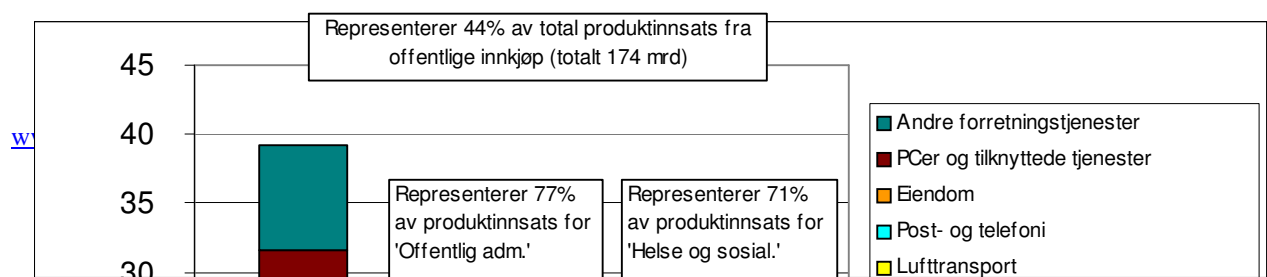 Representerer 44% av total produktinnsats fra
offentlige innkjøp (totalt 174 mrd)
45
40
35
30
Representerer 77%
av produktinnsats for
'Offentlig adm.'
Representerer 71%
av produktinnsats for
'Helse og sosial.'
Andre forretningstjenester
PCer og tilknyttede tjenester
Eiendom
Post- og telefoni
Lufttransport